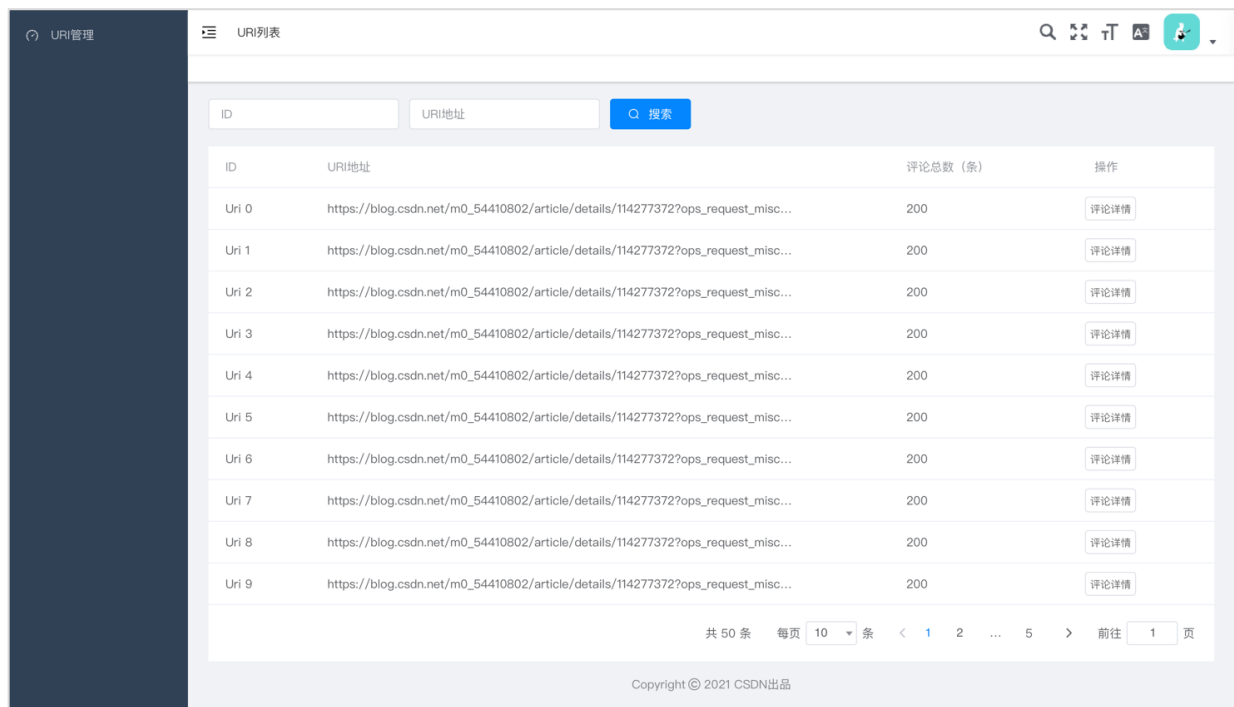 URI管理
URI列表
ID URI地址 搜索
ID URI地址 评论总数（条） 操作
Uri 0 https://blog.csdn.net/m0_54410802/article/details/114277372?ops_request_misc... 200 评论详情
Uri 1 https://blog.csdn.net/m0_54410802/article/details/114277372?ops_request_misc... 200 评论详情
Uri 2 https://blog.csdn.net/m0_54410802/article/details/114277372?ops_request_misc... 200 评论详情
Uri 3 https://blog.csdn.net/m0_54410802/article/details/114277372?ops_request_misc... 200 评论详情
Uri 4 https://blog.csdn.net/m0_54410802/article/details/114277372?ops_request_misc... 200 评论详情
Uri 5 https://blog.csdn.net/m0_54410802/article/details/114277372?ops_request_misc... 200 评论详情
Uri 6 https://blog.csdn.net/m0_54410802/article/details/114277372?ops_request_misc... 200 评论详情
Uri 7 https://blog.csdn.net/m0_54410802/article/details/114277372?ops_request_misc... 200 评论详情
Uri 8 https://blog.csdn.net/m0_54410802/article/details/114277372?ops_request_misc... 200 评论详情
Uri 9 https://blog.csdn.net/m0_54410802/article/details/114277372?ops_request_misc... 200 评论详情
共 50 条 每页 10 条 < 1 2 ... 5 > 前往 1 页
Copyright © 2021 CSDN出品